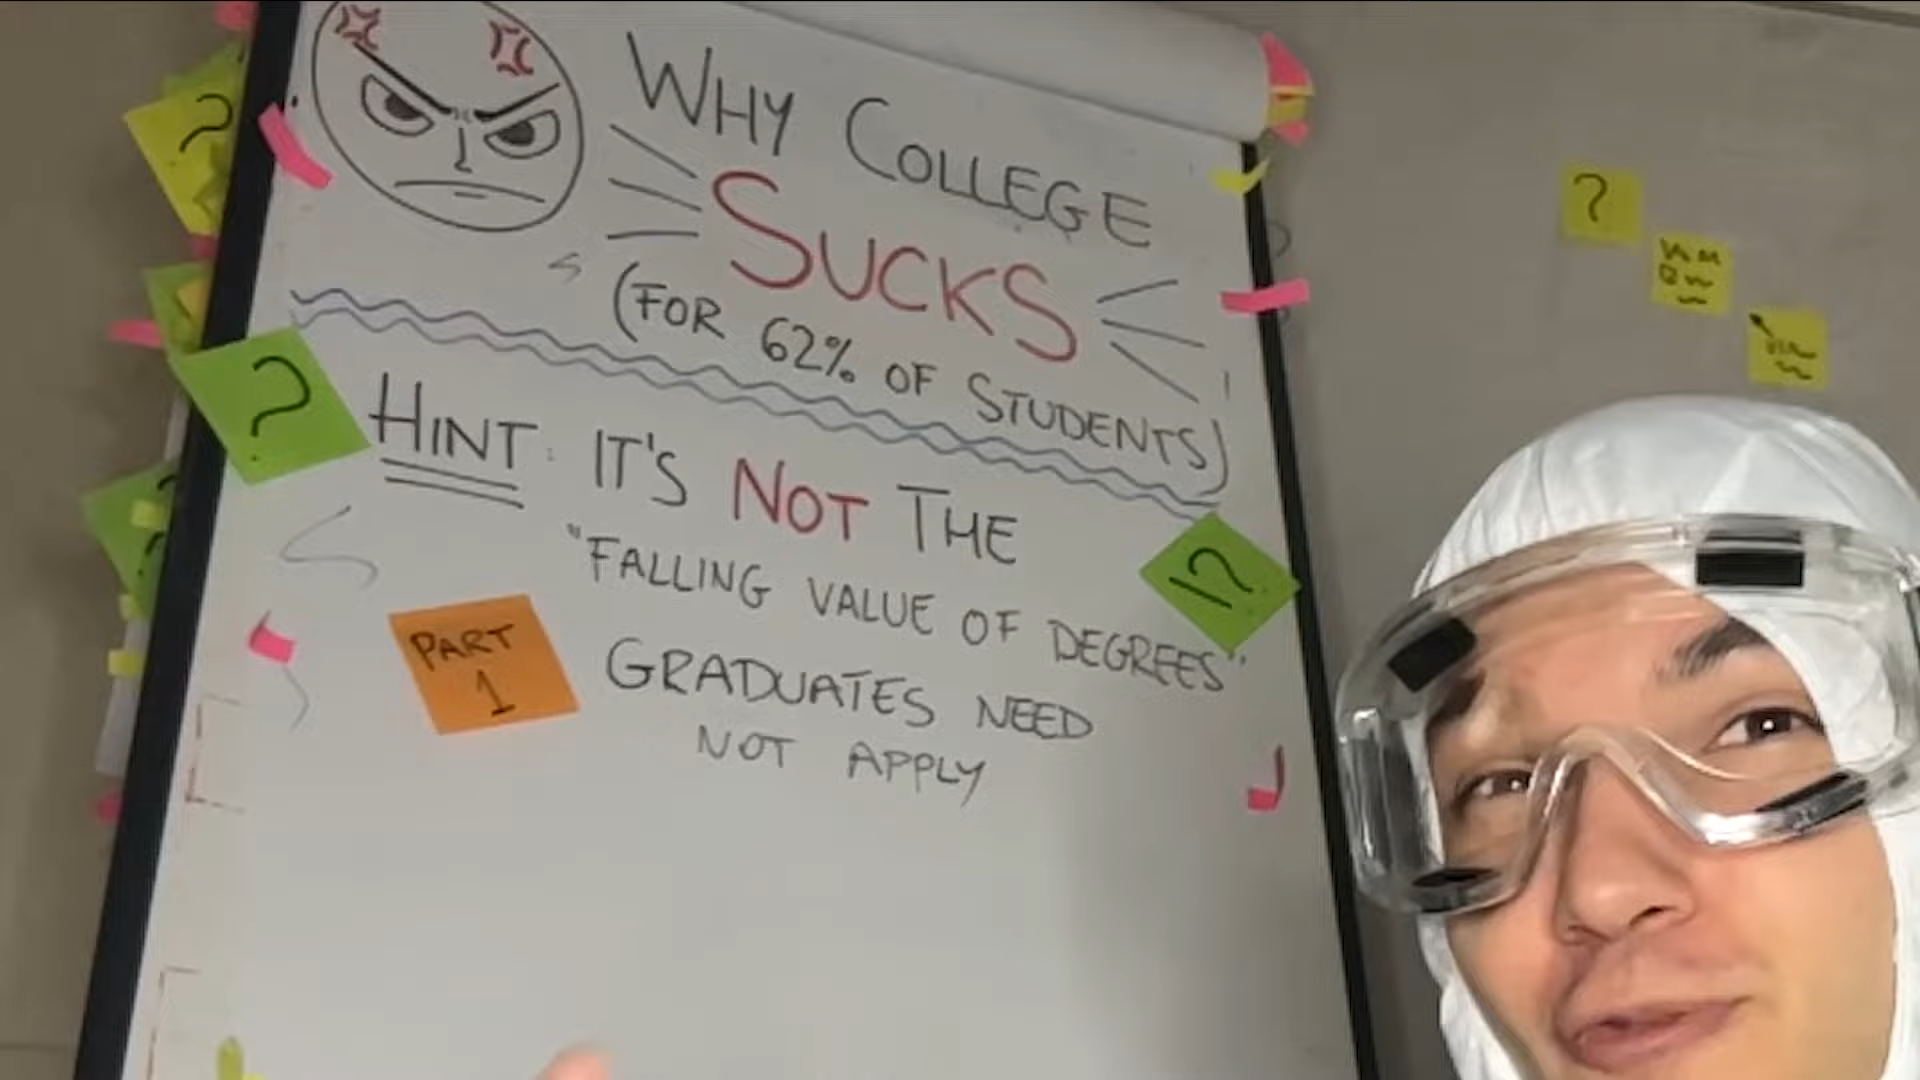 WHY COLLEGE
SUCKS
(FOR 62% OF STUDENTS)
HINT: IT'S NOT THE
"FALLING VALUE OF DEGREES"
PART
1
GRADUATES NEED
NOT APPLY
?
?
!?
?